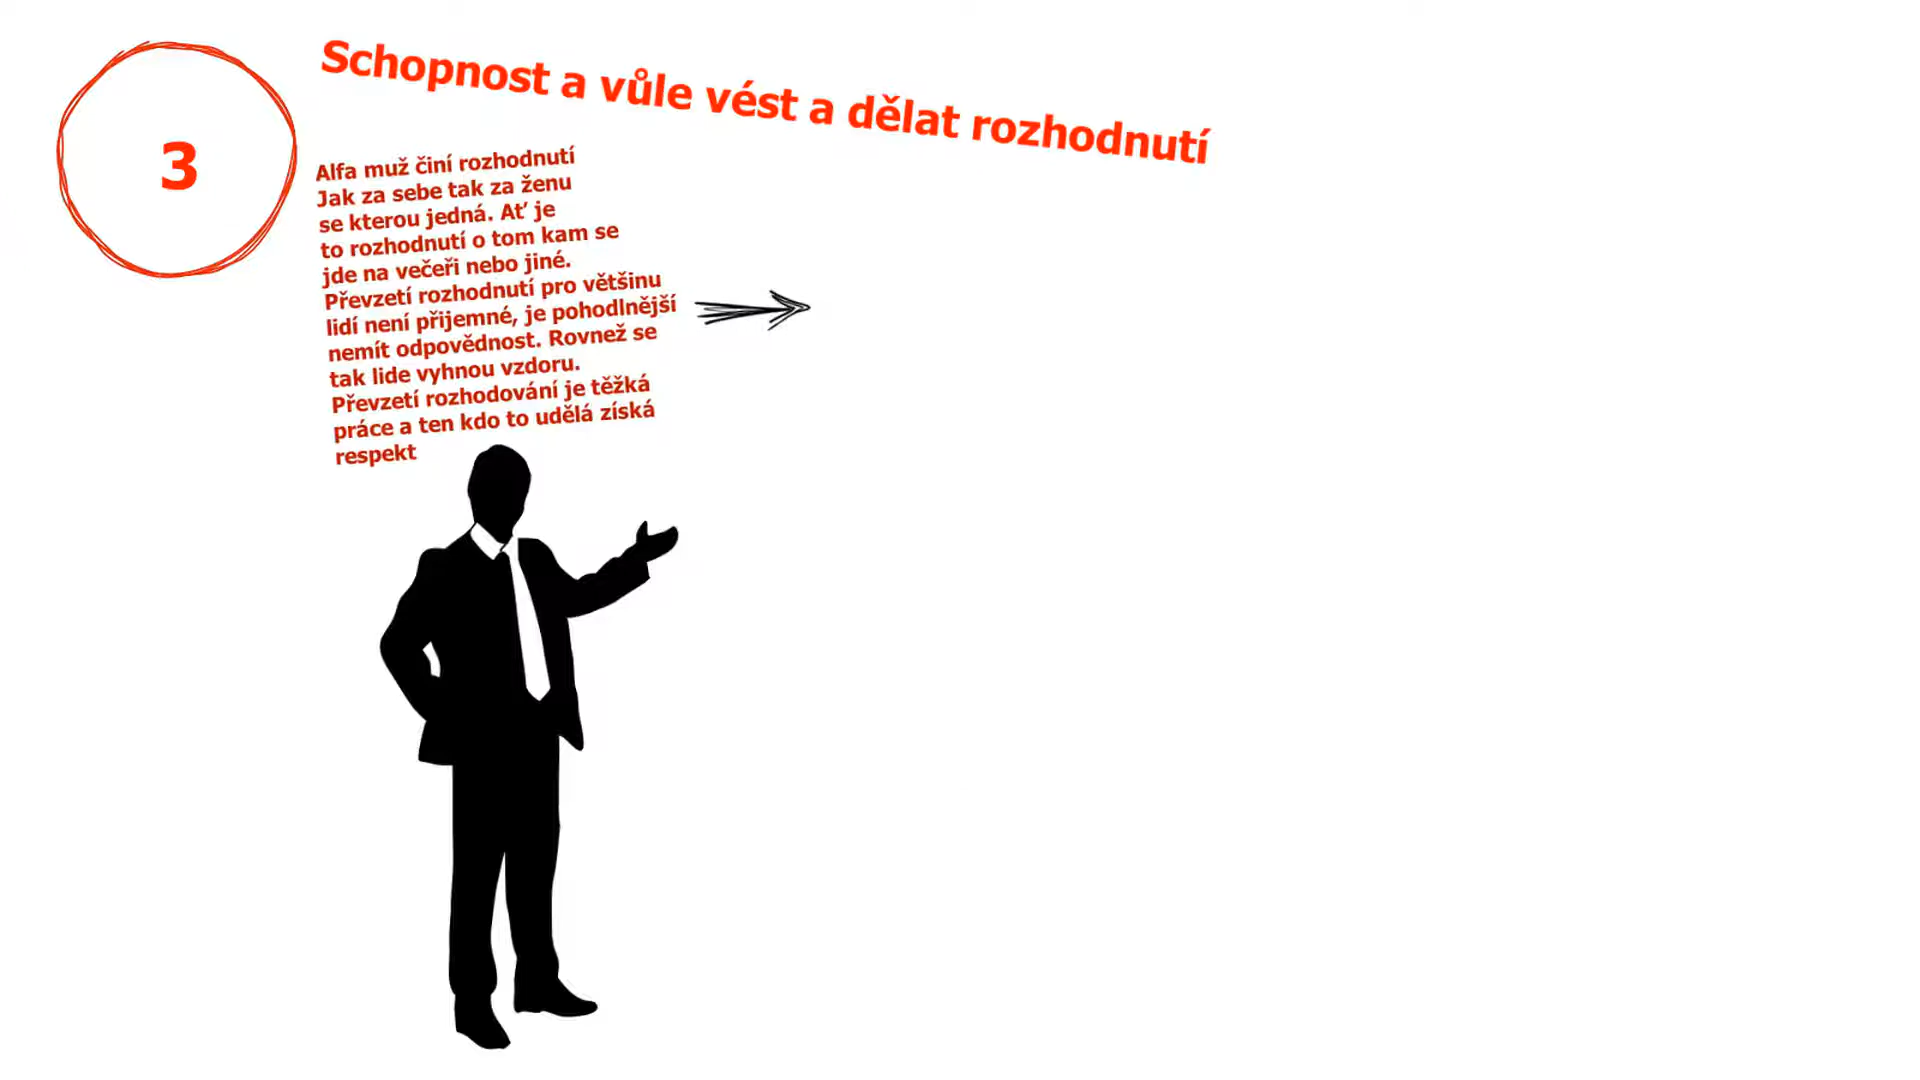 3
Schopnost a vůle vést a dělat rozhodnutí
Alfa muž činí rozhodnutí
Jak za sebe tak za ženu
se kterou jedná. Ať je
to rozhodnutí o tom kam se
jde na večeři nebo jiné.
Převzetí rozhodnutí pro většinu
lidí není přijemné, je pohodlnější
nemít odpovědnost. Rovnež se
tak lide vyhnou vzdoru.
Převzetí rozhodování je těžká
práce a ten kdo to udělá získá
respekt